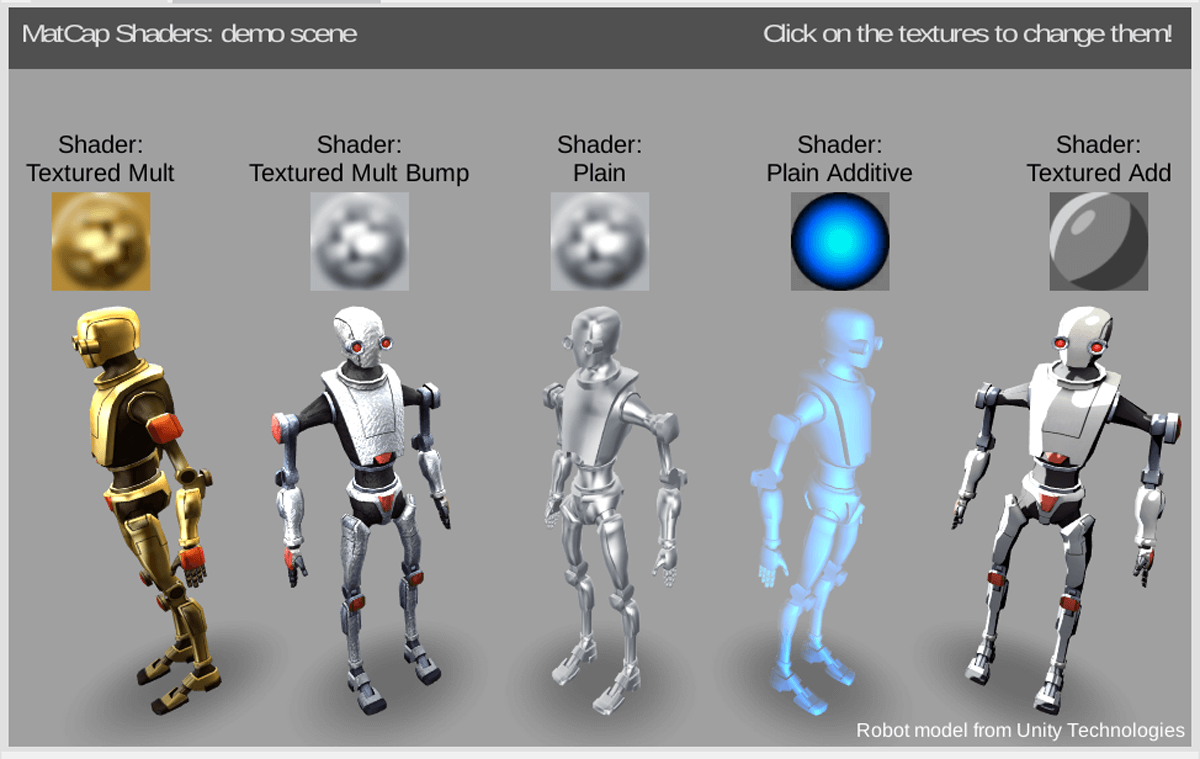 MatCap Shaders: demo scene
Click on the textures to change them!
Shader:
Textured Mult
Shader:
Textured Mult Bump
Shader:
Plain
Shader:
Plain Additive
Shader:
Textured Add
Robot model from Unity Technologies